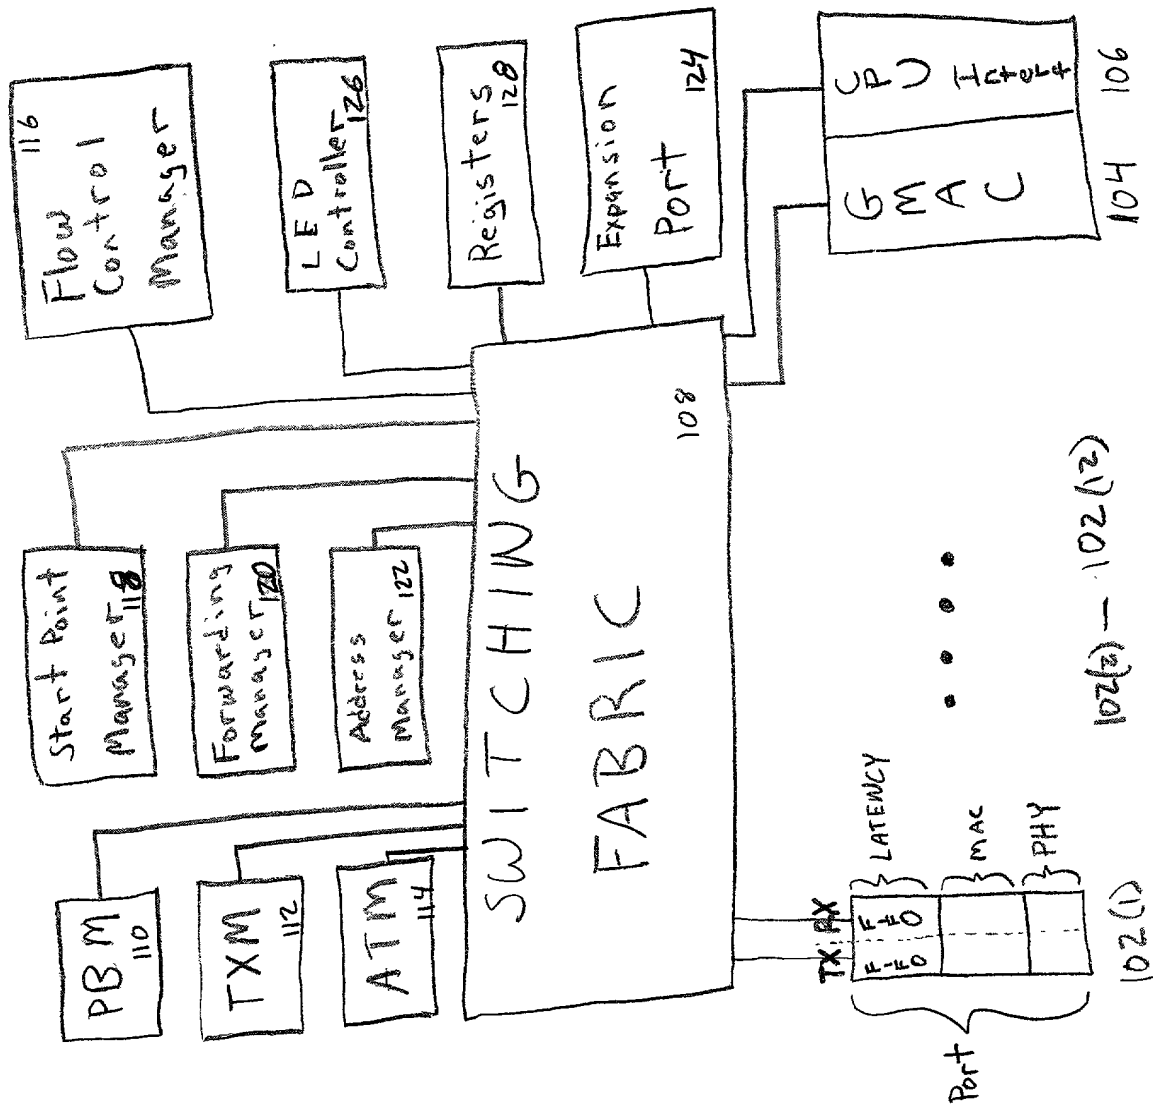 PBM
110
TXM
112
ATM
114
Start Point
Manager
118
Forwarding
Manager
120
Address
Manager
122
Flow
Control
Manager
116
LED
Controller
126
Registers
128
Expansion
Port
124
SWITCHING
FABRIC
108
TX RX
FIFO FIFO
LATENCY
MAC
PHY
Port
102(1)
102(2) — 102(12)
GMAC
104
CPU
106